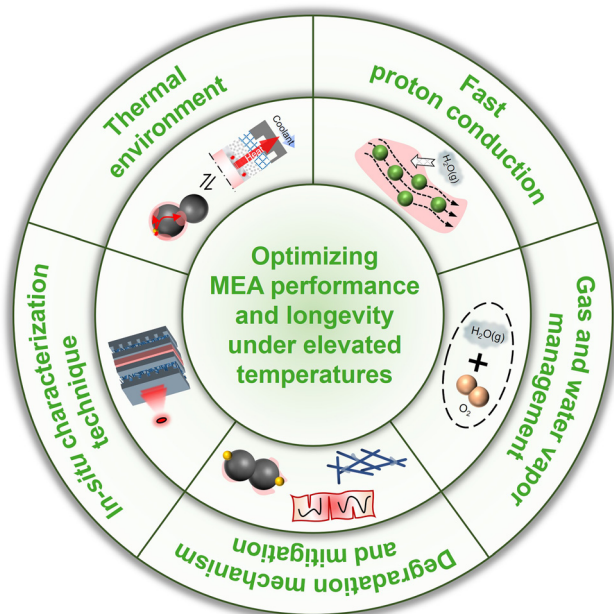 Thermal
environment
Fast
proton conduction
Coolant
Heat
H₂O(g)
Optimizing
MEA performance
and longevity
under elevated
temperatures
In-situ characterization
technique
Gas and water vapor
management
H₂O(g)
+
O₂
Degradation mechanism
and mitigation